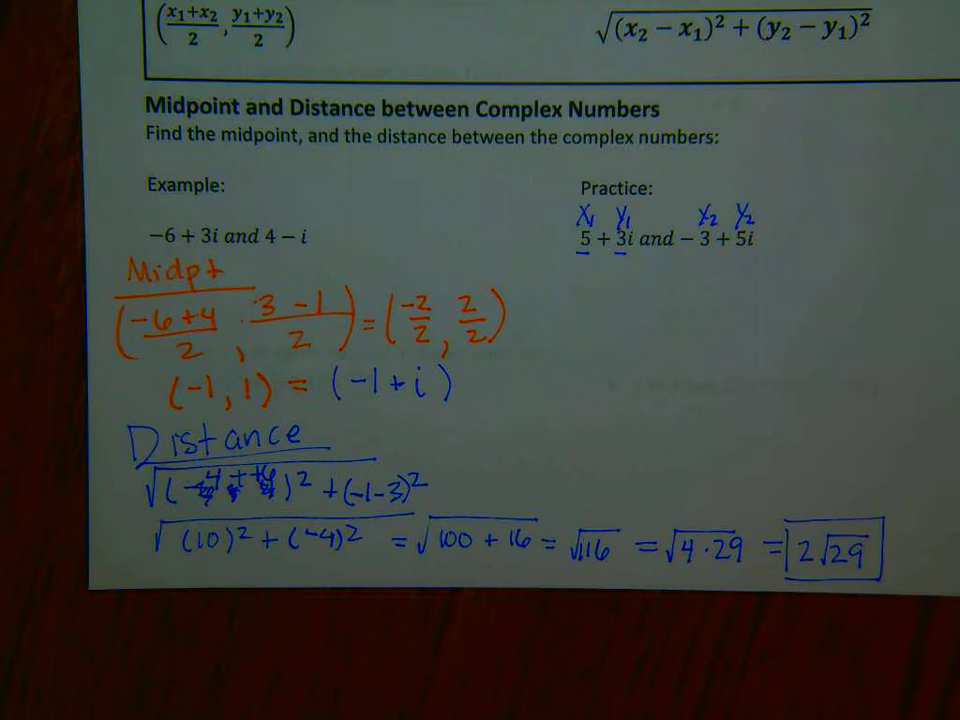 (x₁+x₂/2, y₁+y₂/2)
√(x₂ − x₁)² + (y₂ − y₁)²
Midpoint and Distance between Complex Numbers
Find the midpoint, and the distance between the complex numbers:
Example:
−6 + 3i and 4 − i
Midpt
(-6+4/2, 3-1/2) = (-2/2, 2/2)
(-1, 1) = (-1+i)
Distance
√( )² + (-1-3)²
√(10)² + (-4)² = √100 + 16 = √116 = √4·29 = 2√29
Practice:
X₁ Y₁ X₂ Y₂
5 + 3i and − 3 + 5i